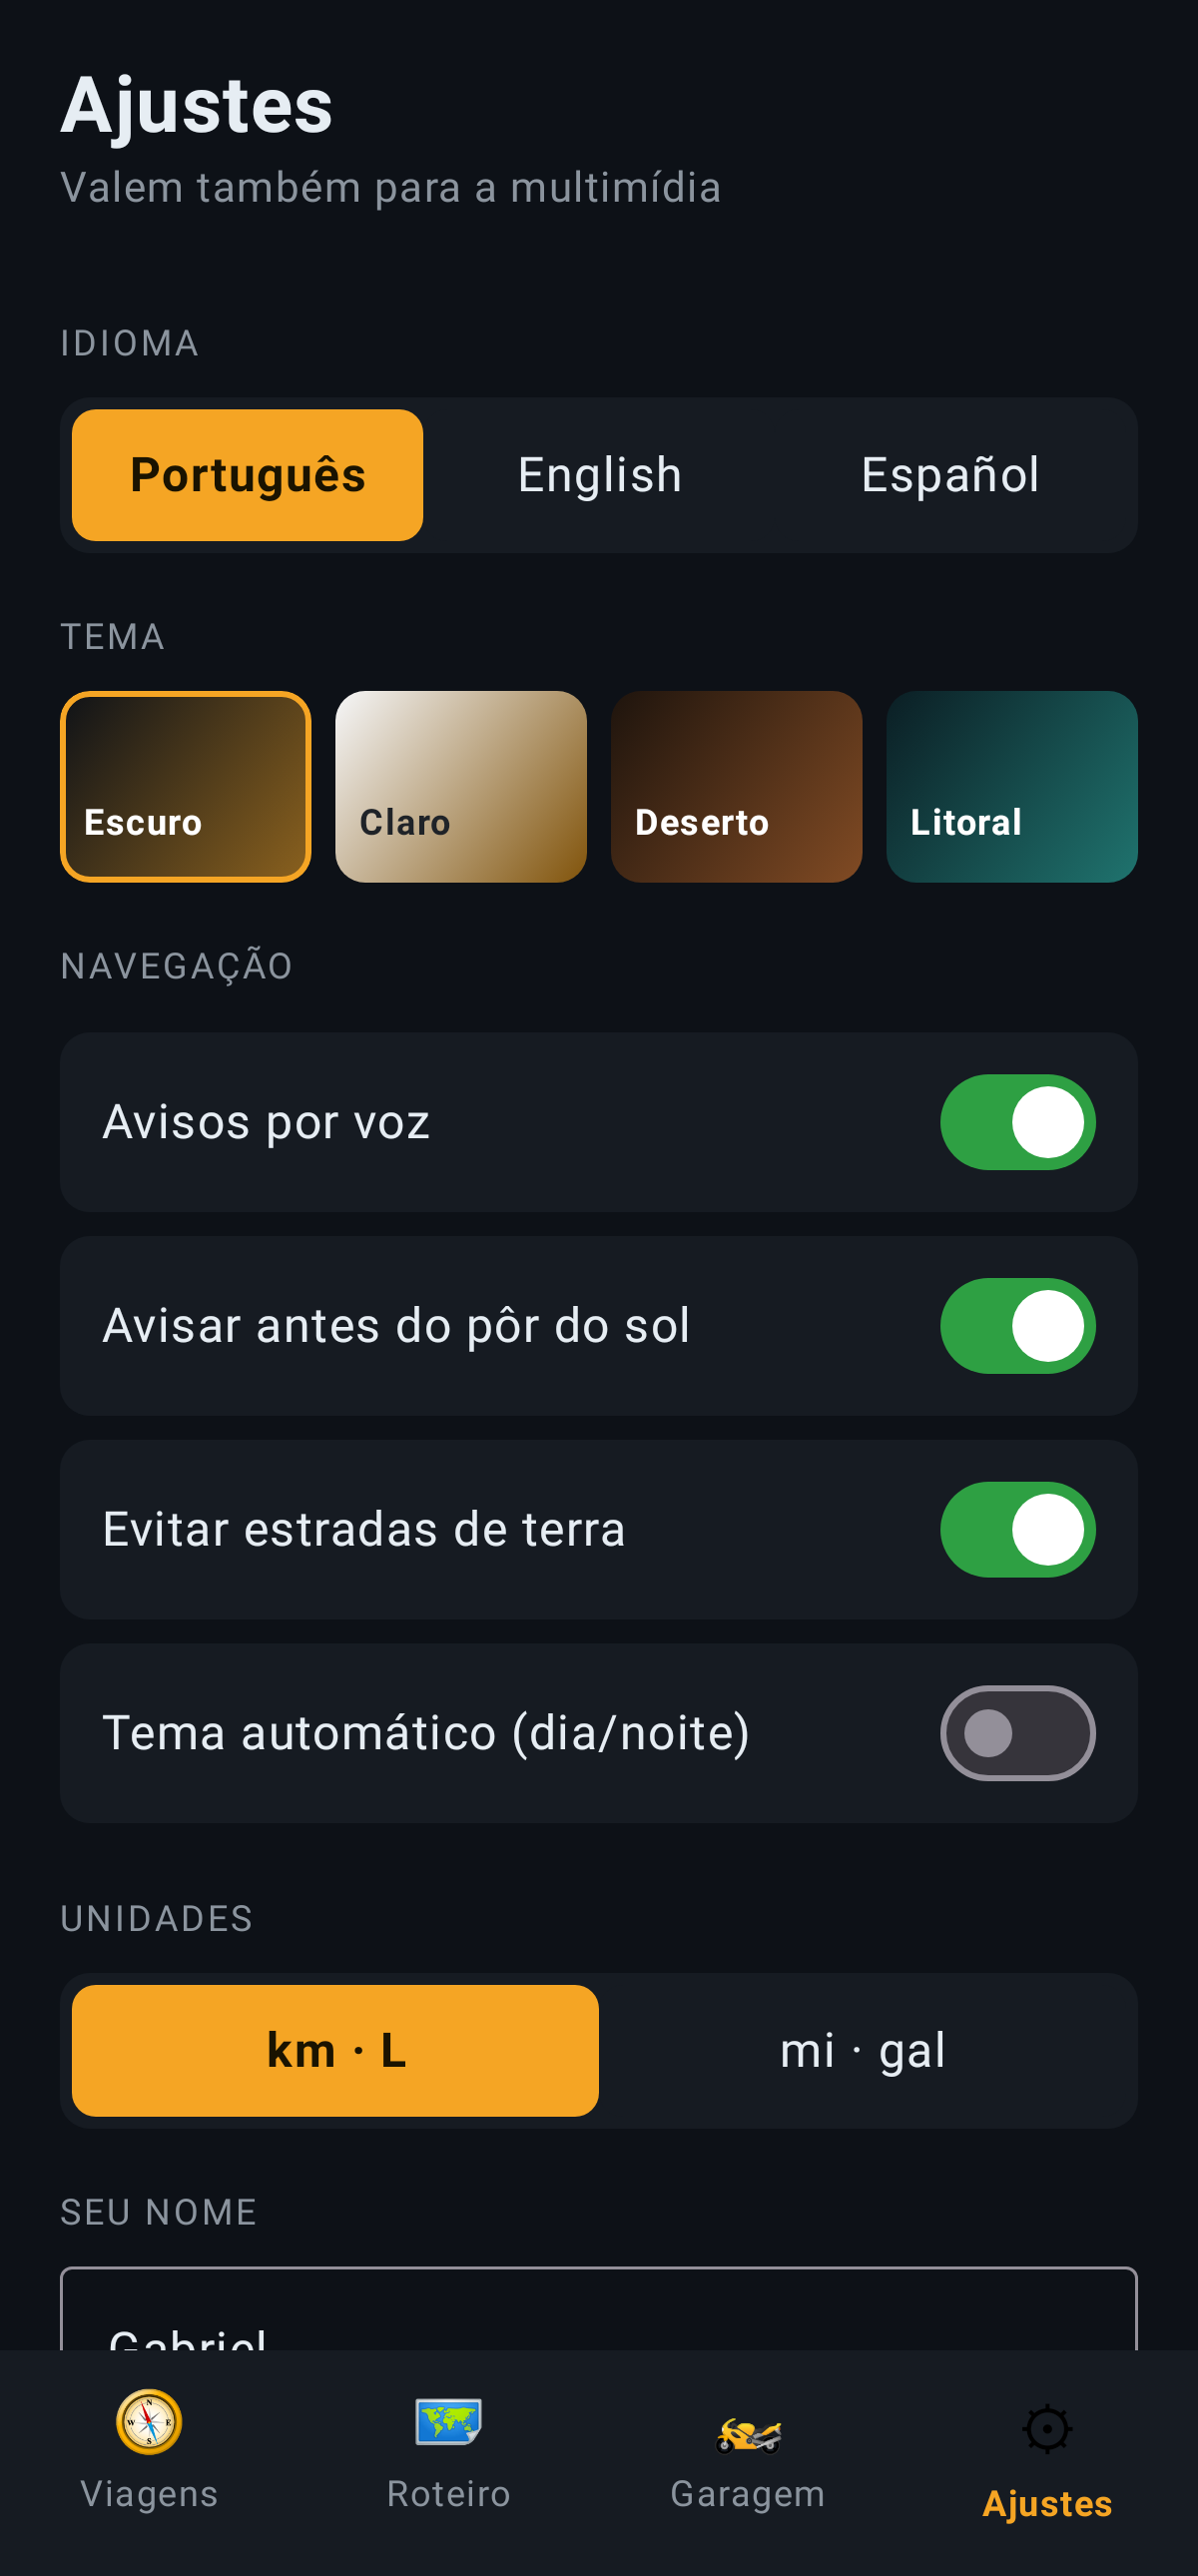 Ajustes
Valem também para a multimídia
IDIOMA
Português English Español
TEMA
Escuro Claro Deserto Litoral
NAVEGAÇÃO
Avisos por voz
Avisar antes do pôr do sol
Evitar estradas de terra
Tema automático (dia/noite)
UNIDADES
km · L mi · gal
SEU NOME
Gabriel
Viagens Roteiro Garagem Ajustes